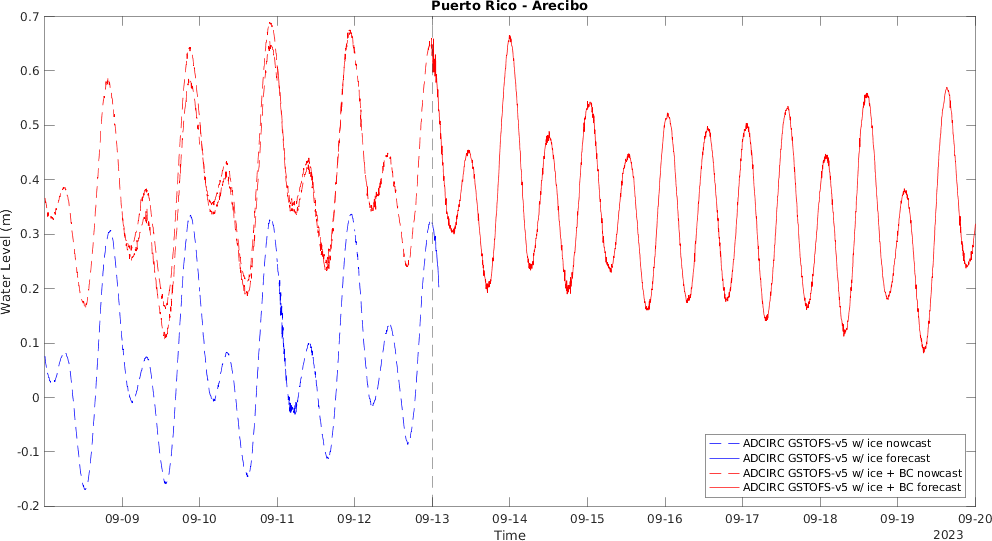 Puerto Rico - Arecibo
0.7
0.6
0.5
0.4
0.3
0.2
0.1
0
-0.1
-0.2
Water Level (m)
ADCIRC GSTOFS-v5 w/ ice nowcast
ADCIRC GSTOFS-v5 w/ ice forecast
ADCIRC GSTOFS-v5 w/ ice + BC nowcast
ADCIRC GSTOFS-v5 w/ ice + BC forecast
09-09 09-10 09-11 09-12 09-13 09-14 09-15 09-16 09-17 09-18 09-19 09-20
Time
2023